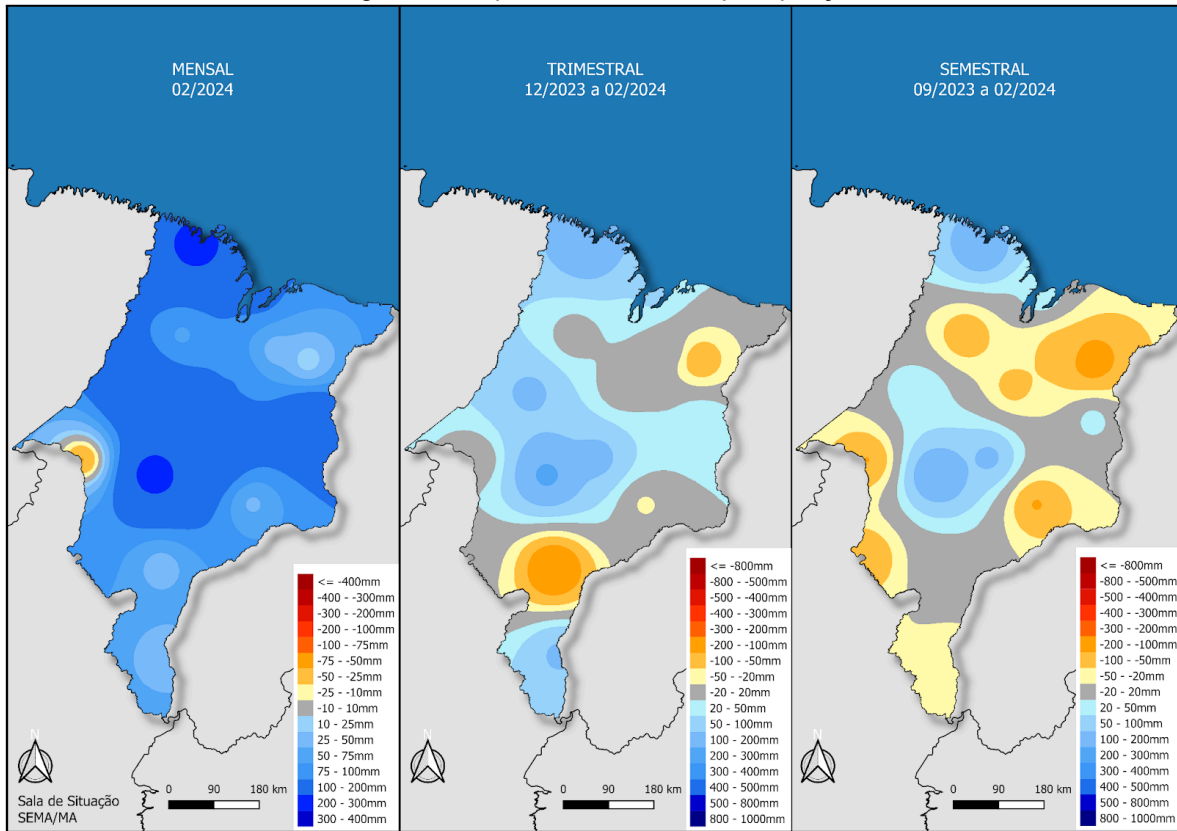 MENSAL
02/2024
<= -400mm
-400 - -300mm
-300 - -200mm
-200 - -100mm
-100 - -75mm
-75 - -50mm
-50 - -25mm
-25 - -10mm
-10 - 10mm
10 - 25mm
25 - 50mm
50 - 75mm
75 - 100mm
100 - 200mm
200 - 300mm
300 - 400mm
N
0 90 180 km
Sala de Situação
SEMA/MA
TRIMESTRAL
12/2023 a 02/2024
<= -800mm
-800 - -500mm
-500 - -400mm
-400 - -300mm
-300 - -200mm
-200 - -100mm
-100 - -50mm
-50 - -20mm
-20 - 20mm
20 - 50mm
50 - 100mm
100 - 200mm
200 - 300mm
300 - 400mm
400 - 500mm
500 - 800mm
800 - 1000mm
N
0 90 180 km
SEMESTRAL
09/2023 a 02/2024
<= -800mm
-800 - -500mm
-500 - -400mm
-400 - -300mm
-300 - -200mm
-200 - -100mm
-100 - -50mm
-50 - -20mm
-20 - 20mm
20 - 50mm
50 - 100mm
100 - 200mm
200 - 300mm
300 - 400mm
400 - 500mm
500 - 800mm
800 - 1000mm
N
0 90 180 km